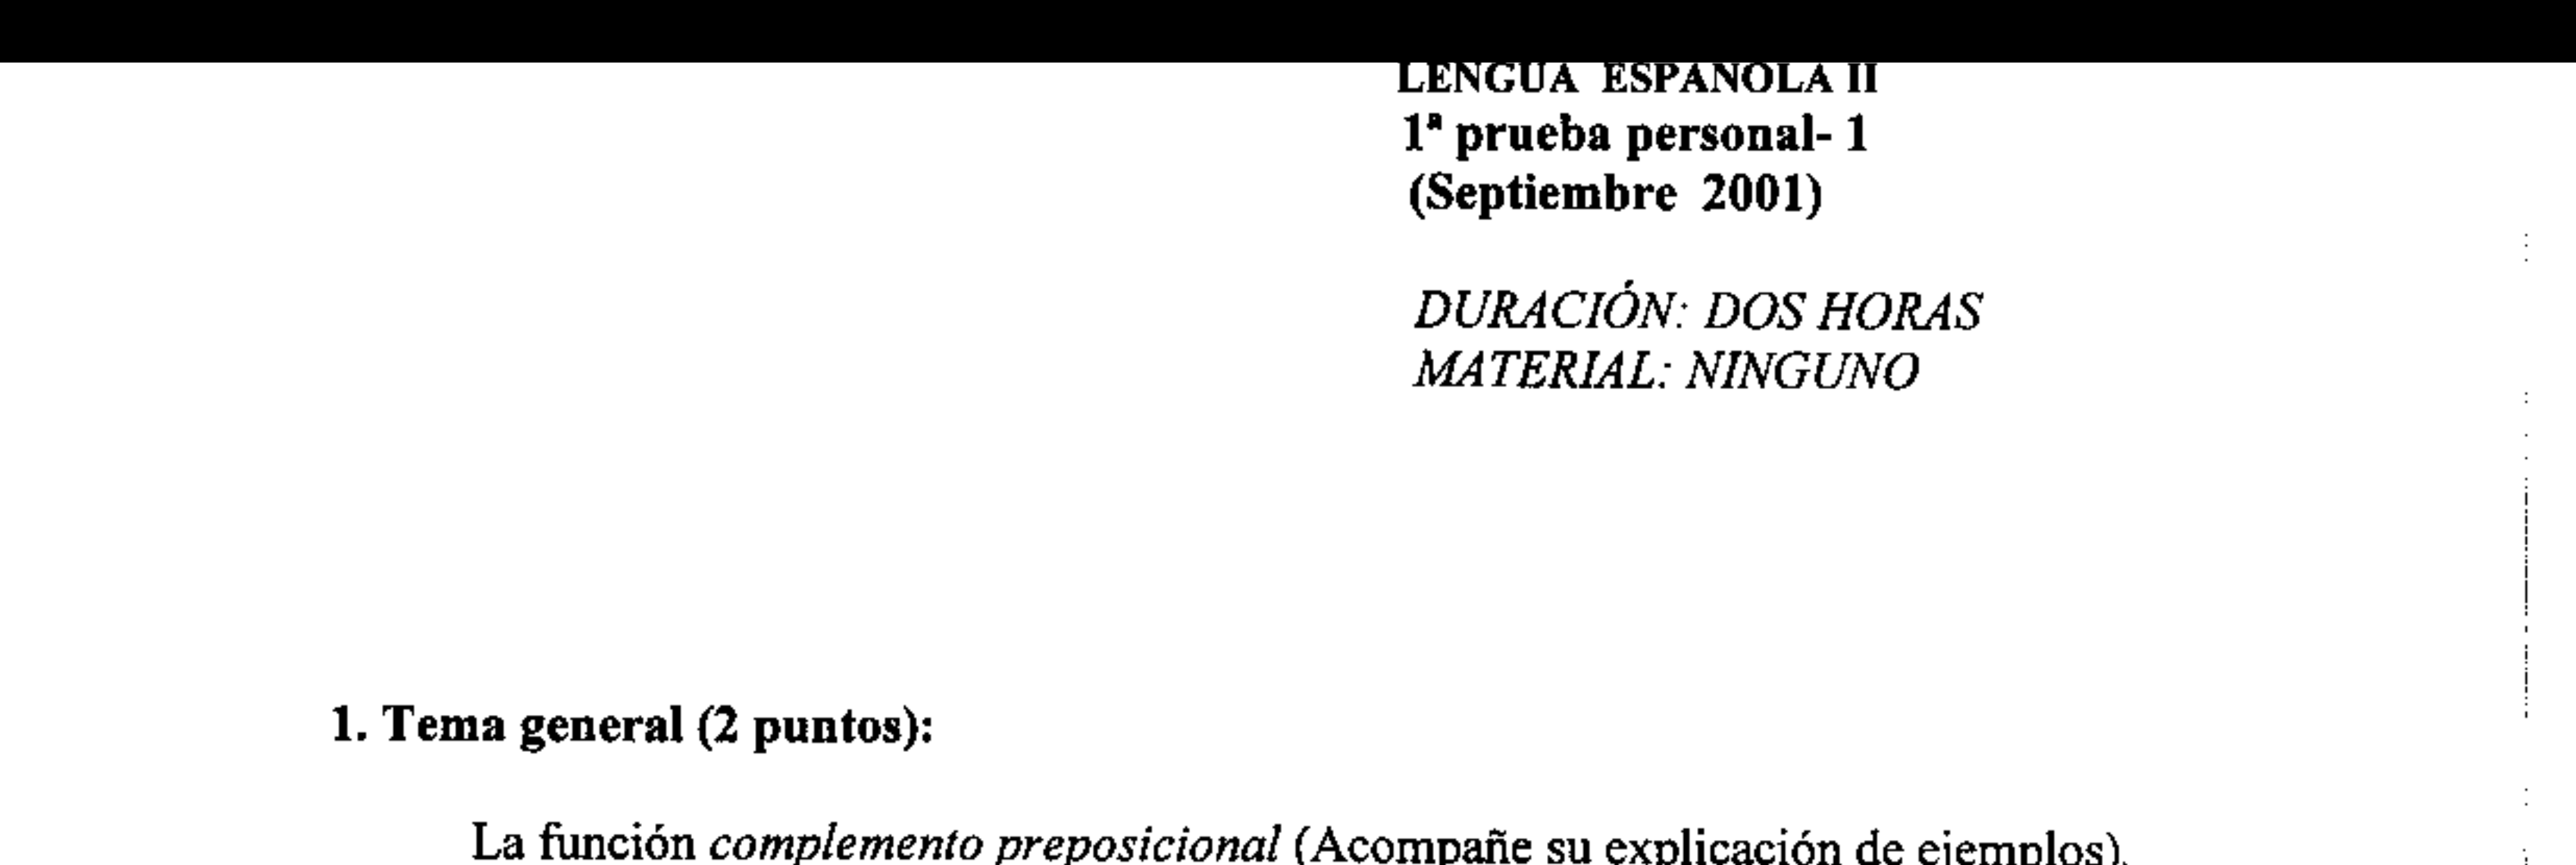 LENGUA ESPAÑOLA II
1ª prueba personal- 1
(Septiembre 2001)
DURACIÓN: DOS HORAS
MATERIAL: NINGUNO
1. Tema general (2 puntos):
La función complemento preposicional (Acompañe su explicación de ejemplos).